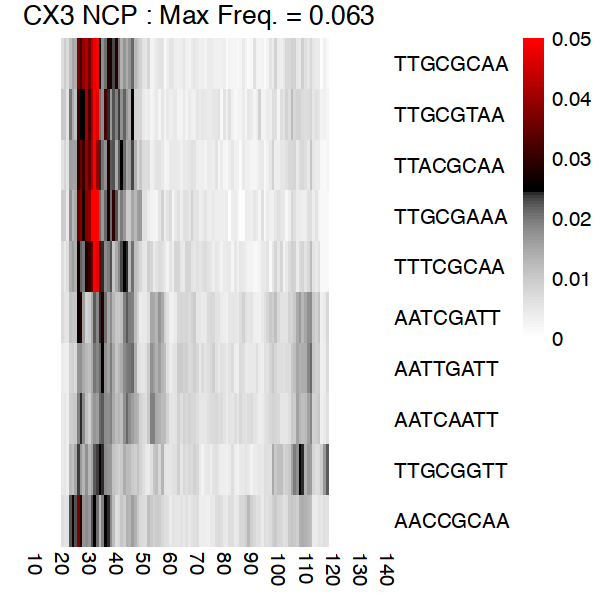 CX3 NCP : Max Freq. = 0.063
TTGCGCAA
TTGCGTAA
TTACGCAA
TTGCGAAA
TTTCGCAA
AATCGATT
AATTGATT
AATCAATT
TTGCGGTT
AACCGCAA
0.05
0.04
0.03
0.02
0.01
0
10 20 30 40 50 60 70 80 90 100 110 120 130 140